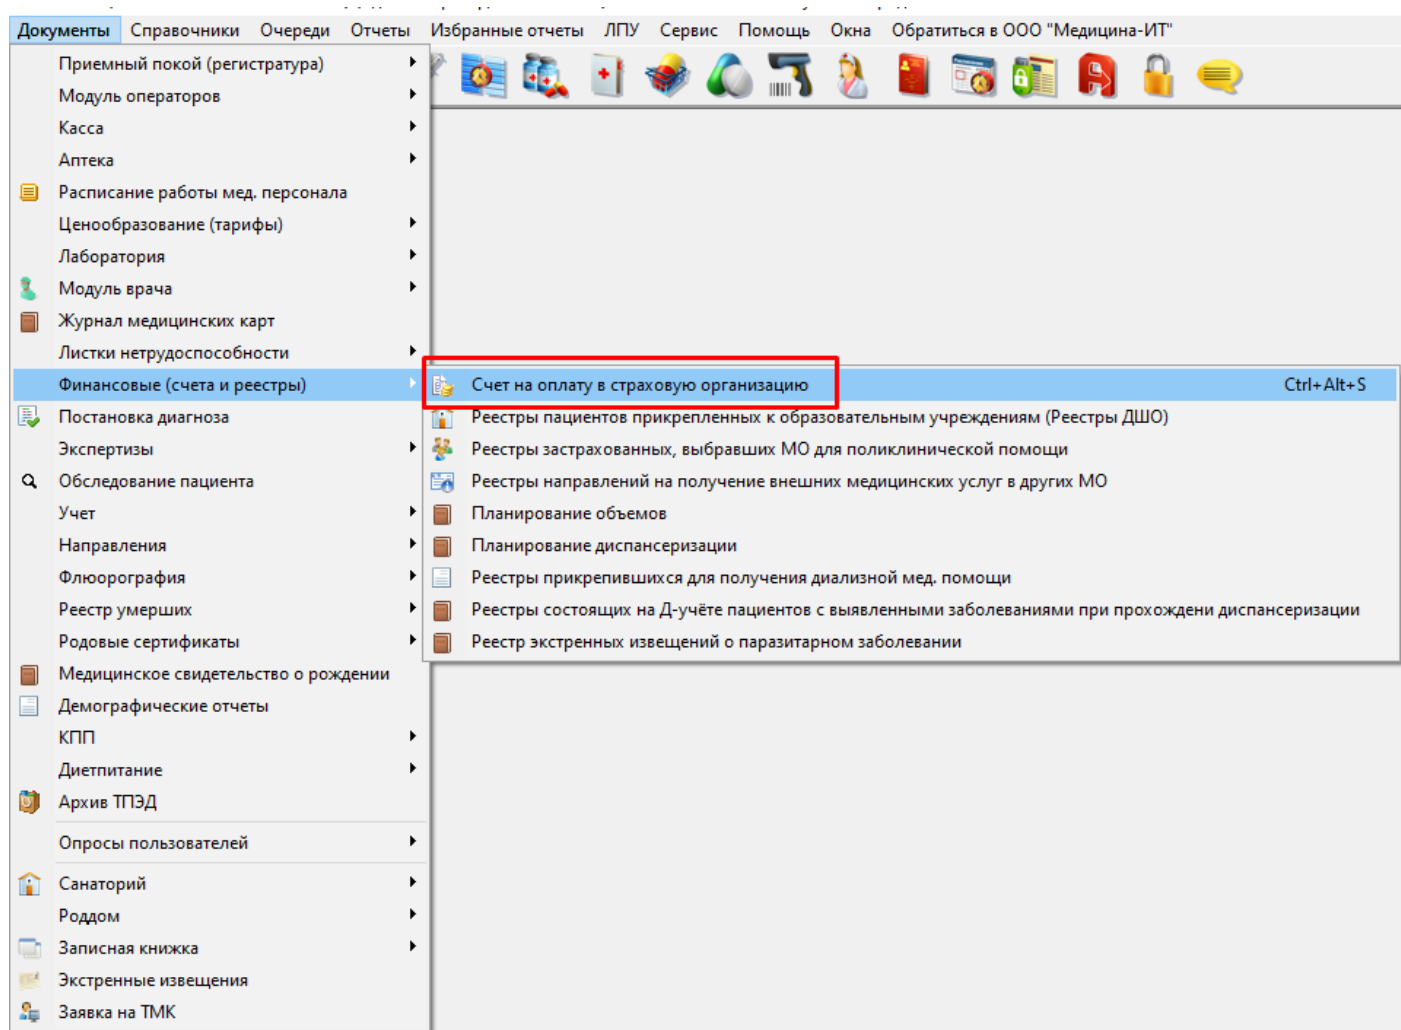 Документы Справочники Очереди Отчеты Избранные отчеты ЛПУ Сервис Помощь Окна Обратиться в ООО "Медицина-ИТ"
Приемный покой (регистратура)
Модуль операторов
Касса
Аптека
Расписание работы мед. персонала
Ценообразование (тарифы)
Лаборатория
Модуль врача
Журнал медицинских карт
Листки нетрудоспособности
Финансовые (счета и реестры)
Счет на оплату в страховую организацию Ctrl+Alt+S
Постановка диагноза
Реестры пациентов прикрепленных к образовательным учреждениям (Реестры ДШО)
Экспертизы
Реестры застрахованных, выбравших МО для поликлинической помощи
Обследование пациента
Реестры направлений на получение внешних медицинских услуг в других МО
Учет
Планирование объемов
Направления
Планирование диспансеризации
Флюорография
Реестры прикрепившихся для получения диализной мед. помощи
Реестр умерших
Реестры состоящих на Д-учёте пациентов с выявленными заболеваниями при прохождени диспансеризации
Родовые сертификаты
Реестр экстренных извещений о паразитарном заболевании
Медицинское свидетельство о рождении
Демографические отчеты
КПП
Диетпитание
Архив ТПЭД
Опросы пользователей
Санаторий
Роддом
Записная книжка
Экстренные извещения
Заявка на ТМК